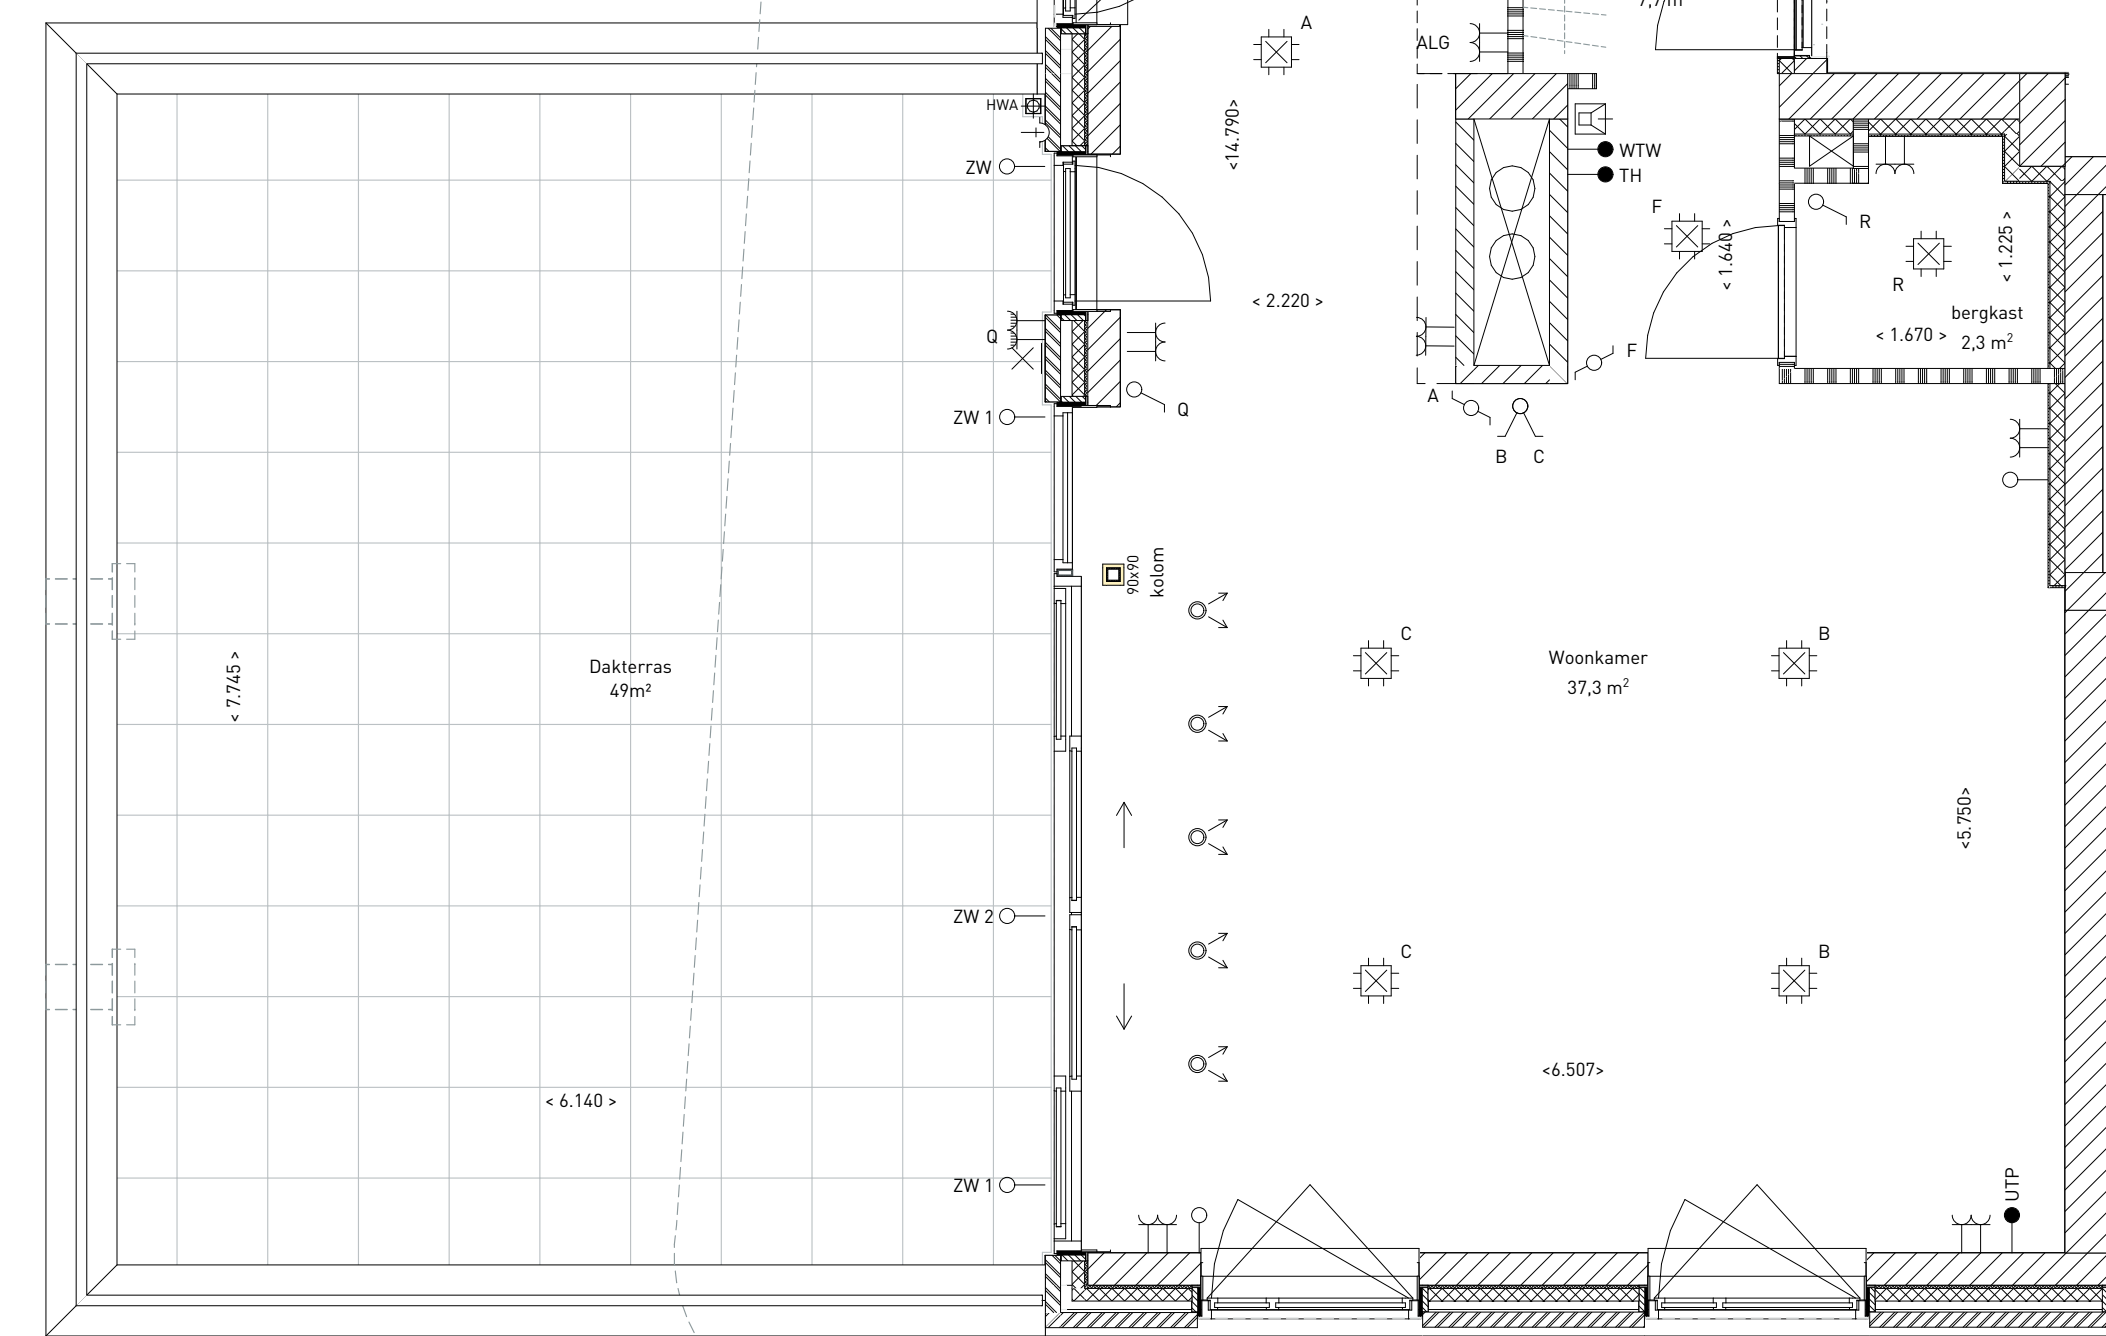 A
ALG
HWA
<14.790>
ZW
WTW
TH
F
<1.640>
R
<1.225>
R
bergkast
<1.670>
2,3 m²
<2.220>
Q
F
A
Q
ZW 1
B
C
90x90
kolom
C
B
Dakterras
49m²
<7.745>
Woonkamer
37,3 m²
<5.750>
ZW 2
C
B
<6.507>
<6.140>
ZW 1
UTP